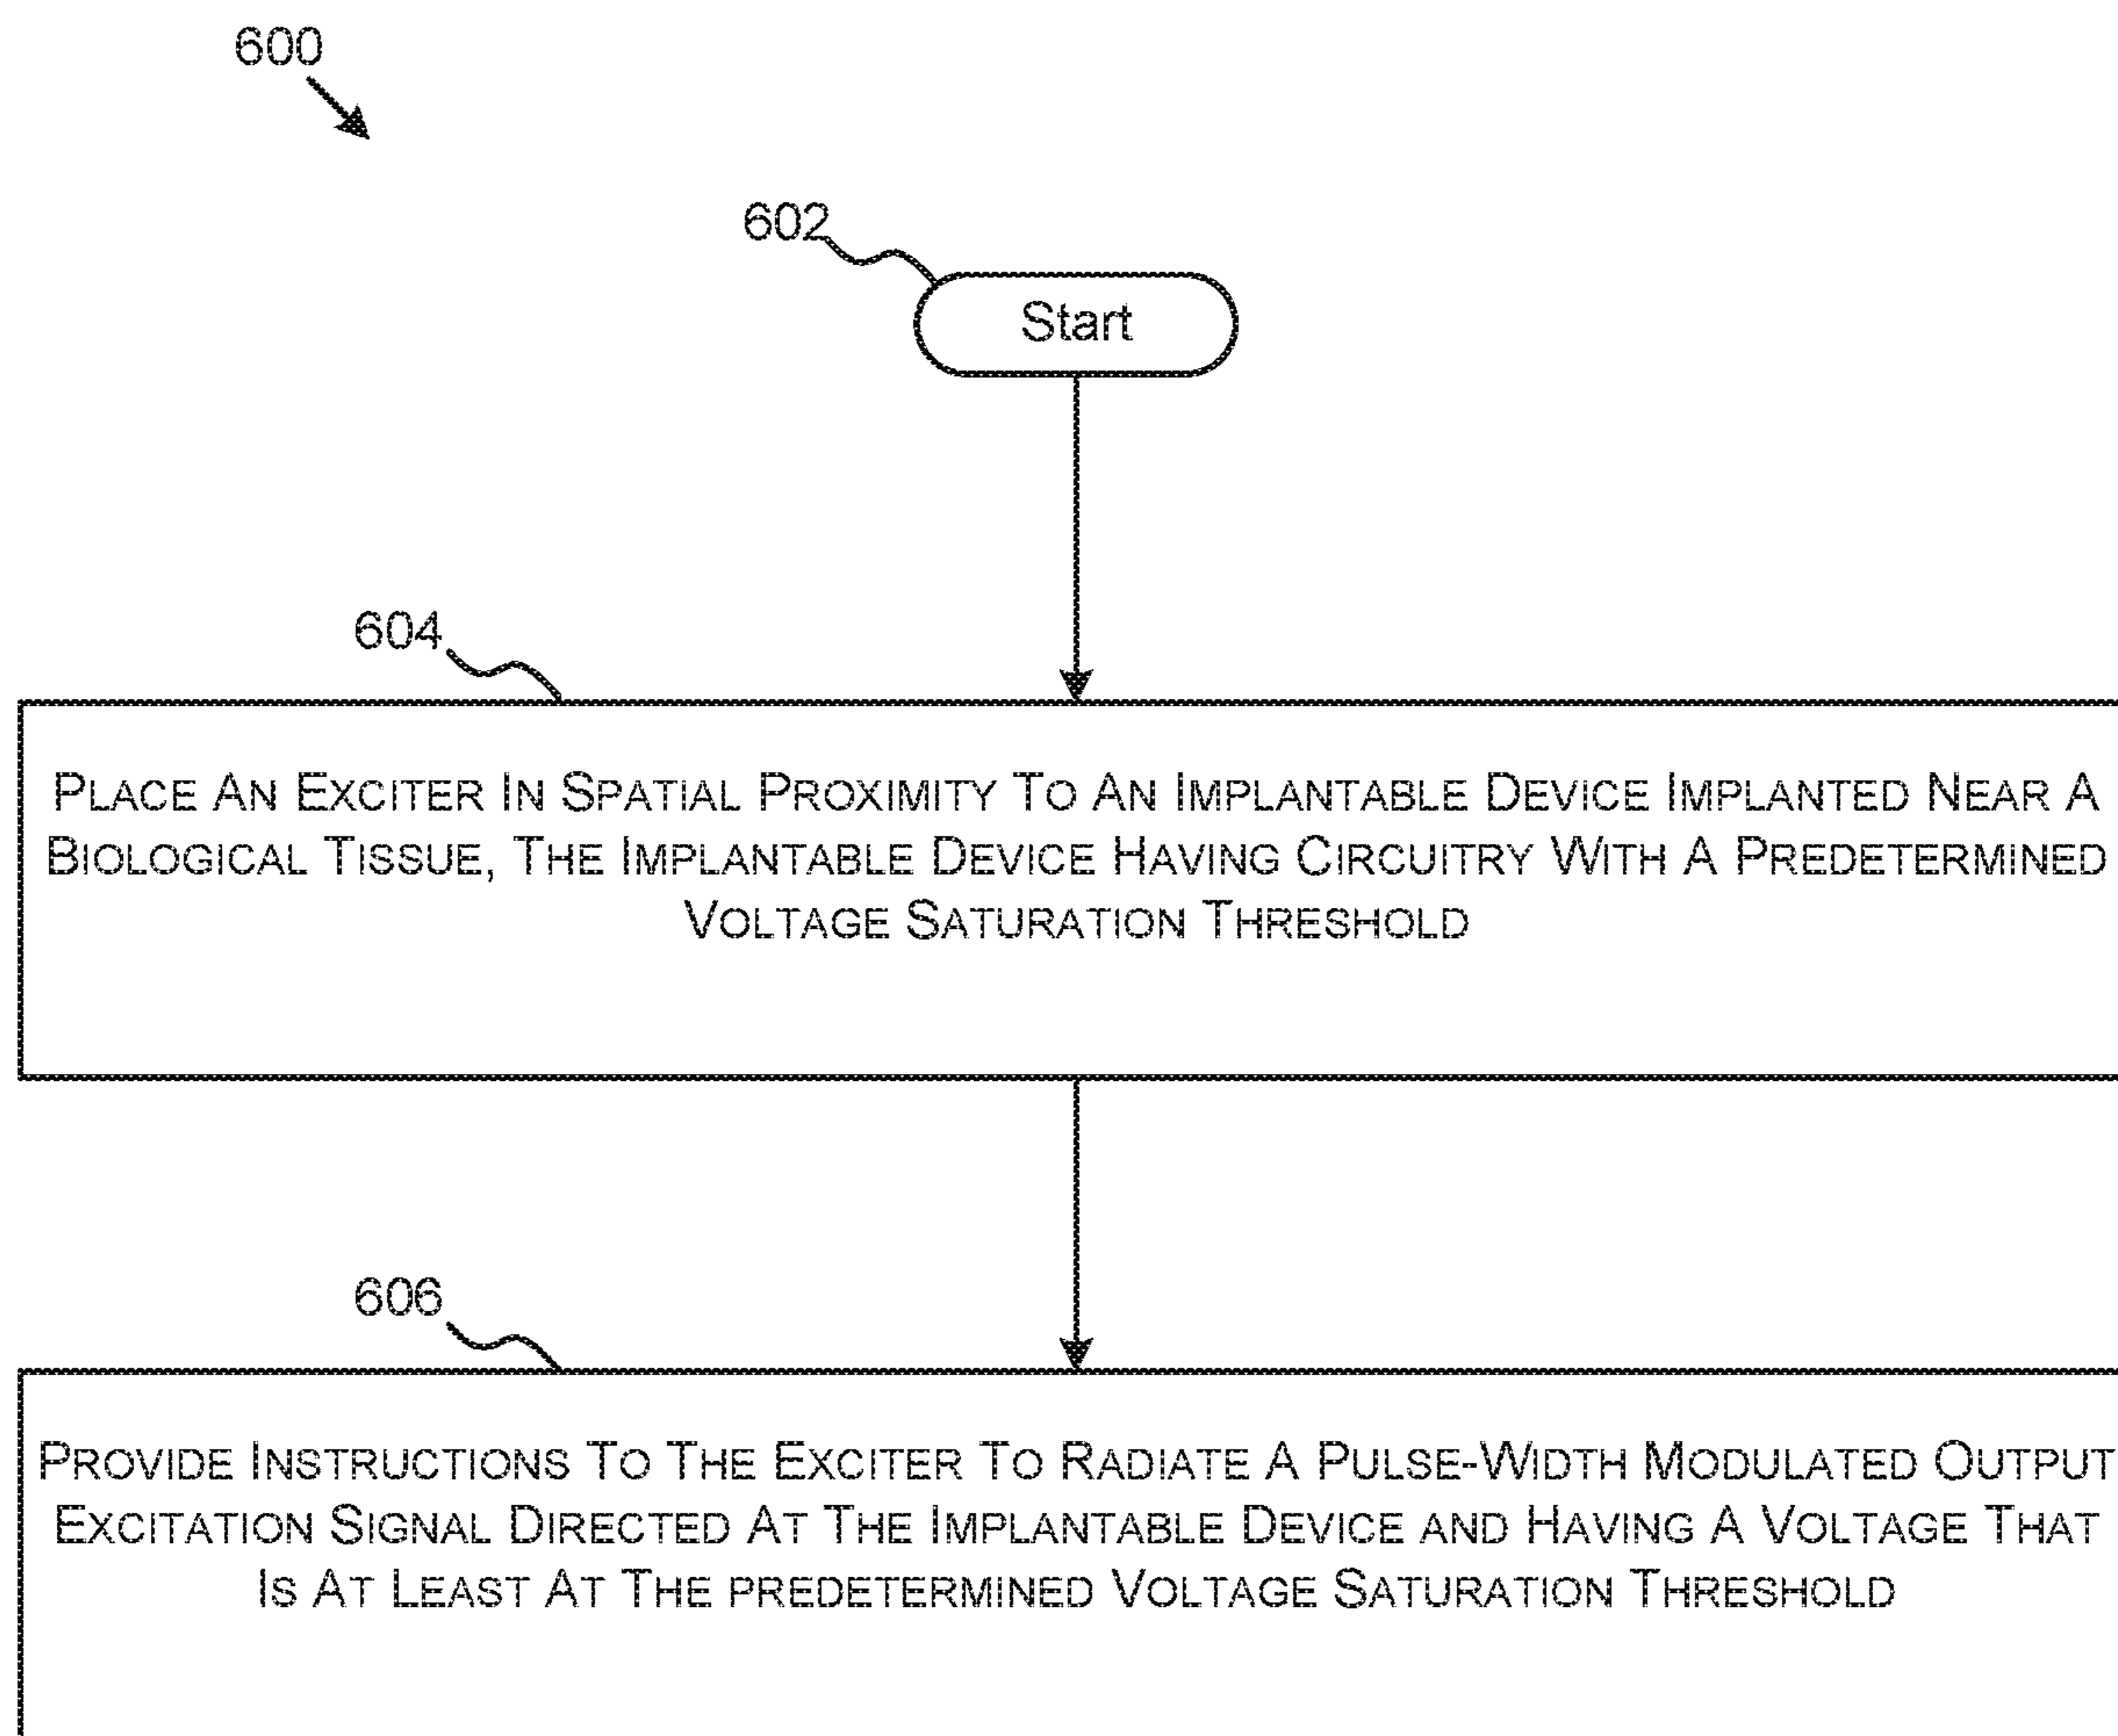 600
602
Start
604
PLACE AN EXCITER IN SPATIAL PROXIMITY TO AN IMPLANTABLE DEVICE IMPLANTED NEAR A
BIOLOGICAL TISSUE, THE IMPLANTABLE DEVICE HAVING CIRCUITRY WITH A PREDETERMINED
VOLTAGE SATURATION THRESHOLD
606
PROVIDE INSTRUCTIONS TO THE EXCITER TO RADIATE A PULSE-WIDTH MODULATED OUTPUT
EXCITATION SIGNAL DIRECTED AT THE IMPLANTABLE DEVICE AND HAVING A VOLTAGE THAT
IS AT LEAST AT THE PREDETERMINED VOLTAGE SATURATION THRESHOLD